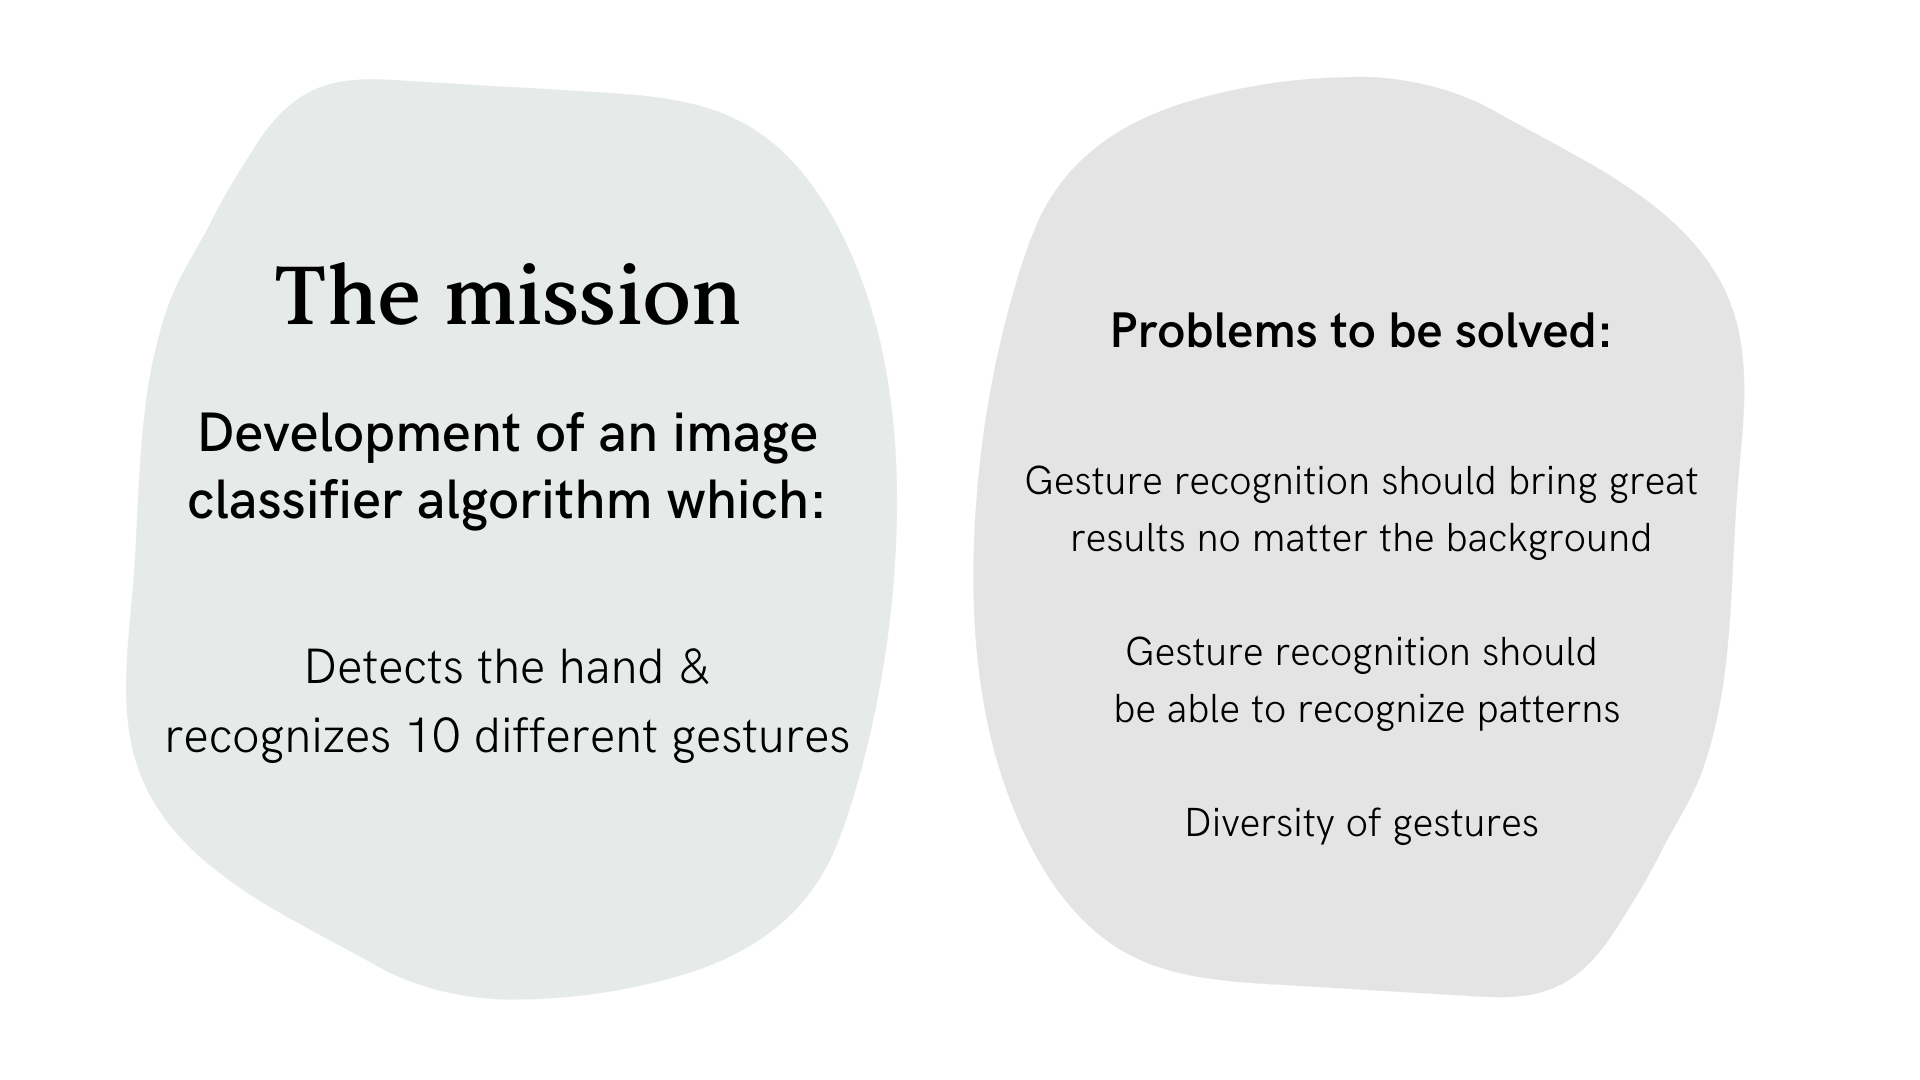 The mission
Development of an image
classifier algorithm which:
Detects the hand &
recognizes 10 different gestures
Problems to be solved:
Gesture recognition should bring great
results no matter the background
Gesture recognition should
be able to recognize patterns
Diversity of gestures